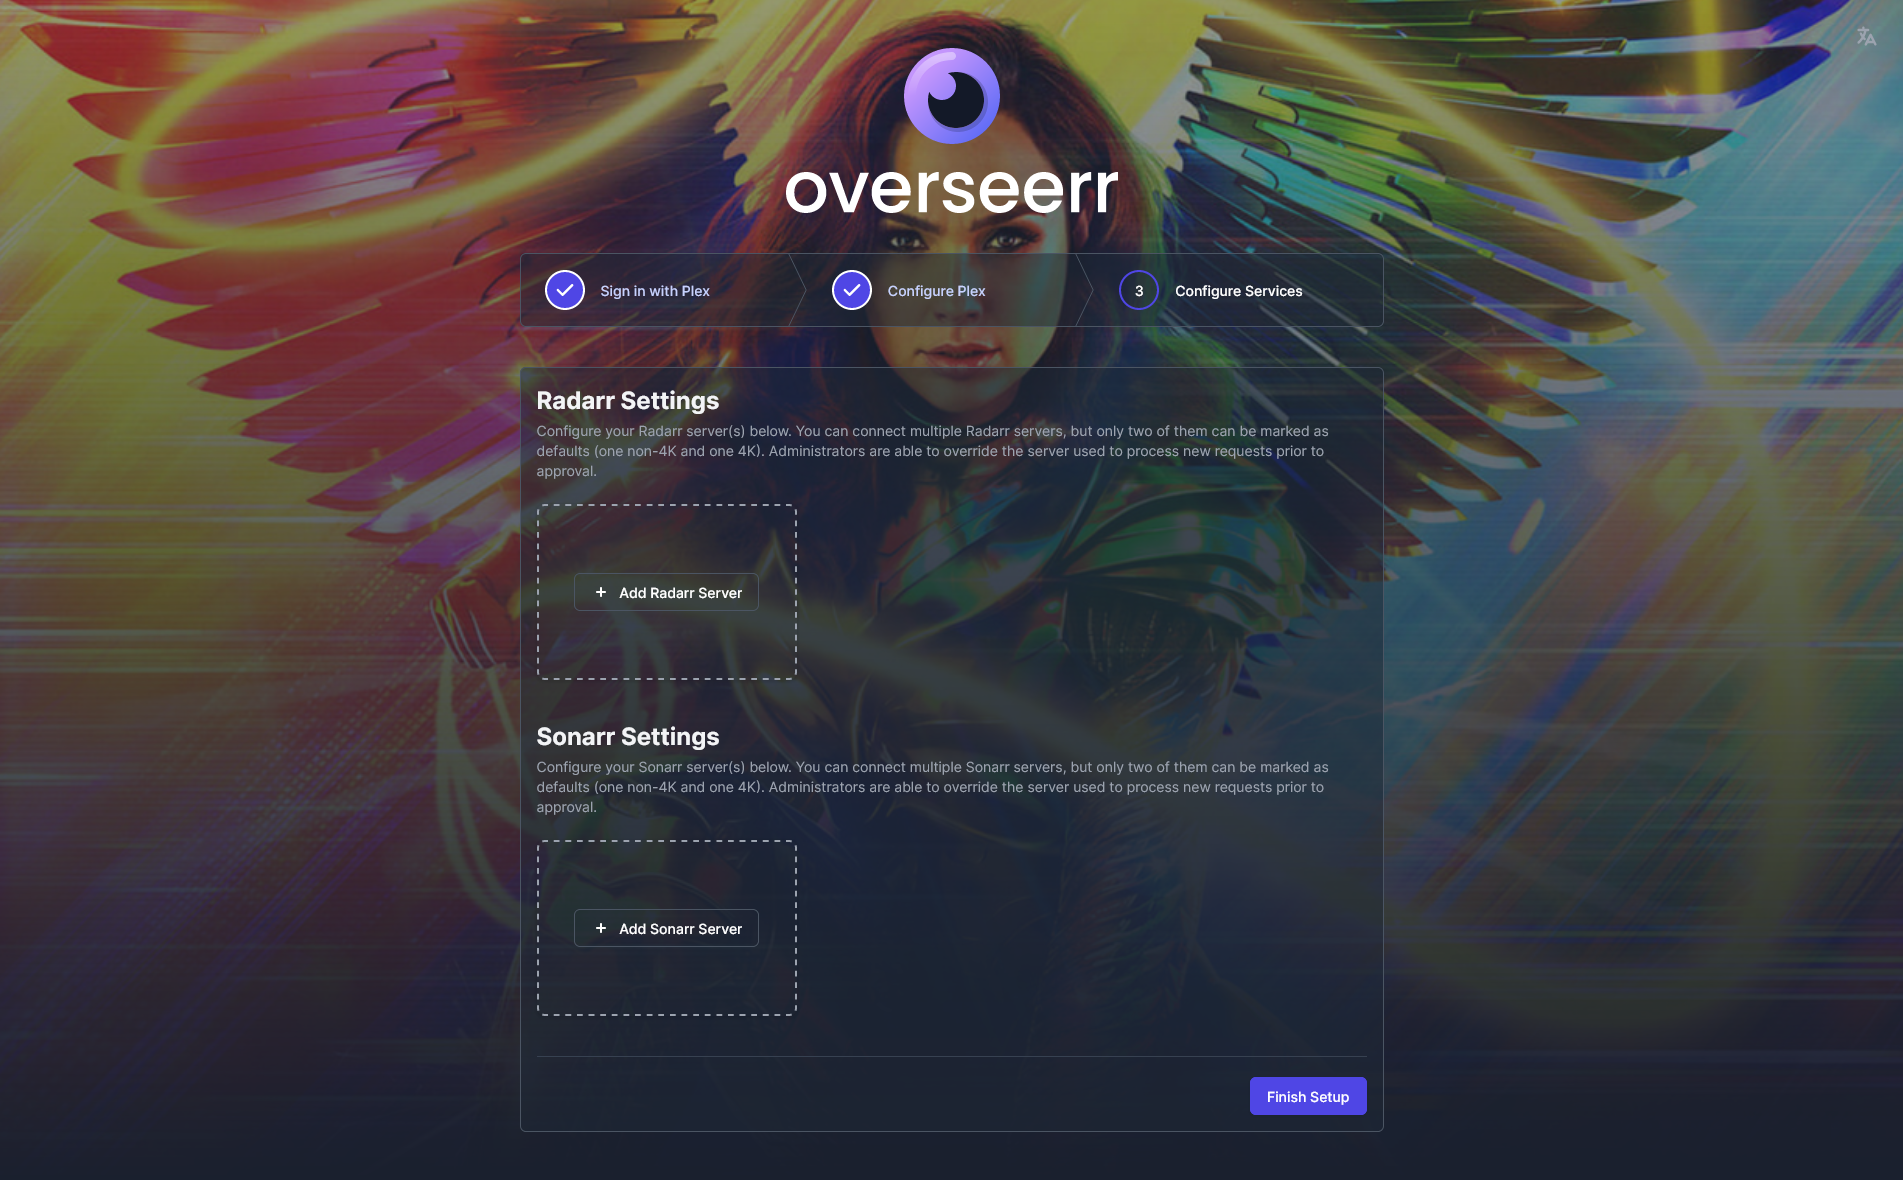 overseerr
Sign in with Plex
Configure Plex
3
Configure Services
Radarr Settings
Configure your Radarr server(s) below. You can connect multiple Radarr servers, but only two of them can be marked as
defaults (one non-4K and one 4K). Administrators are able to override the server used to process new requests prior to
approval.
+ Add Radarr Server
Sonarr Settings
Configure your Sonarr server(s) below. You can connect multiple Sonarr servers, but only two of them can be marked as
defaults (one non-4K and one 4K). Administrators are able to override the server used to process new requests prior to
approval.
+ Add Sonarr Server
Finish Setup